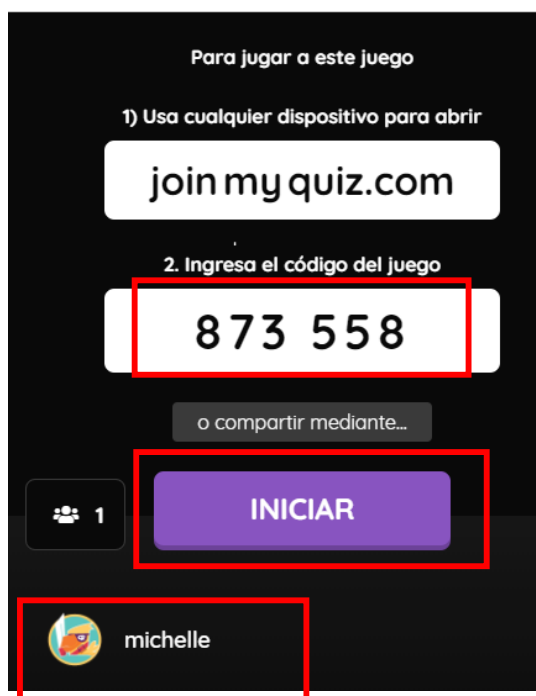 Para jugar a este juego
1) Usa cualquier dispositivo para abrir
joinmyquiz.com
2. Ingresa el código del juego
873 558
o compartir mediante...
1
INICIAR
michelle